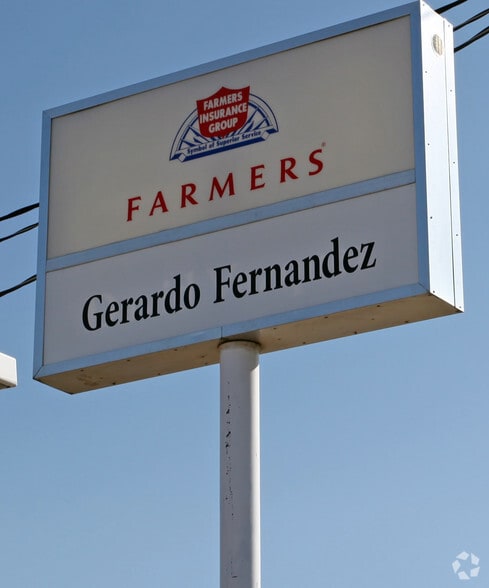 FARMERS
INSURANCE
GROUP
Symbol of Superior Service
FARMERS®
Gerardo Fernandez